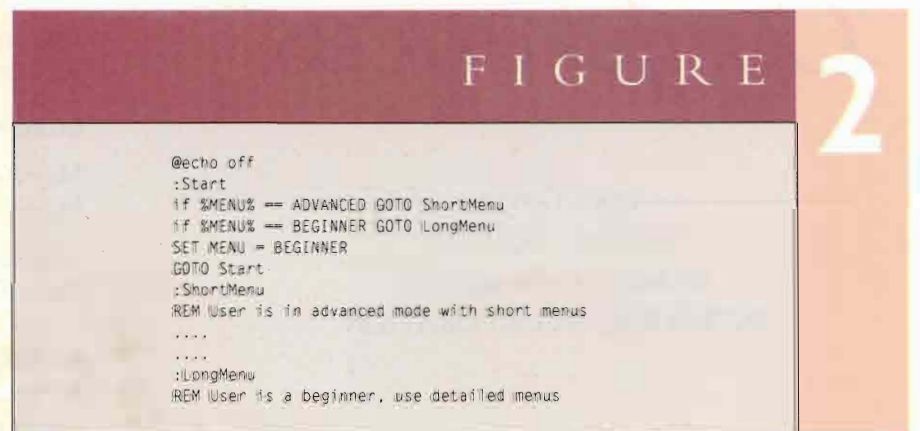 FIGURE 2
@echo off
:Start
if %MENU% == ADVANCED GOTO ShortMenu
if %MENU% == BEGINNER GOTO LongMenu
SET MENU = BEGINNER
GOTO Start
:ShortMenu
REM User is in advanced mode with short menus
....
....
:LongMenu
REM User is a beginner, use detailed menus